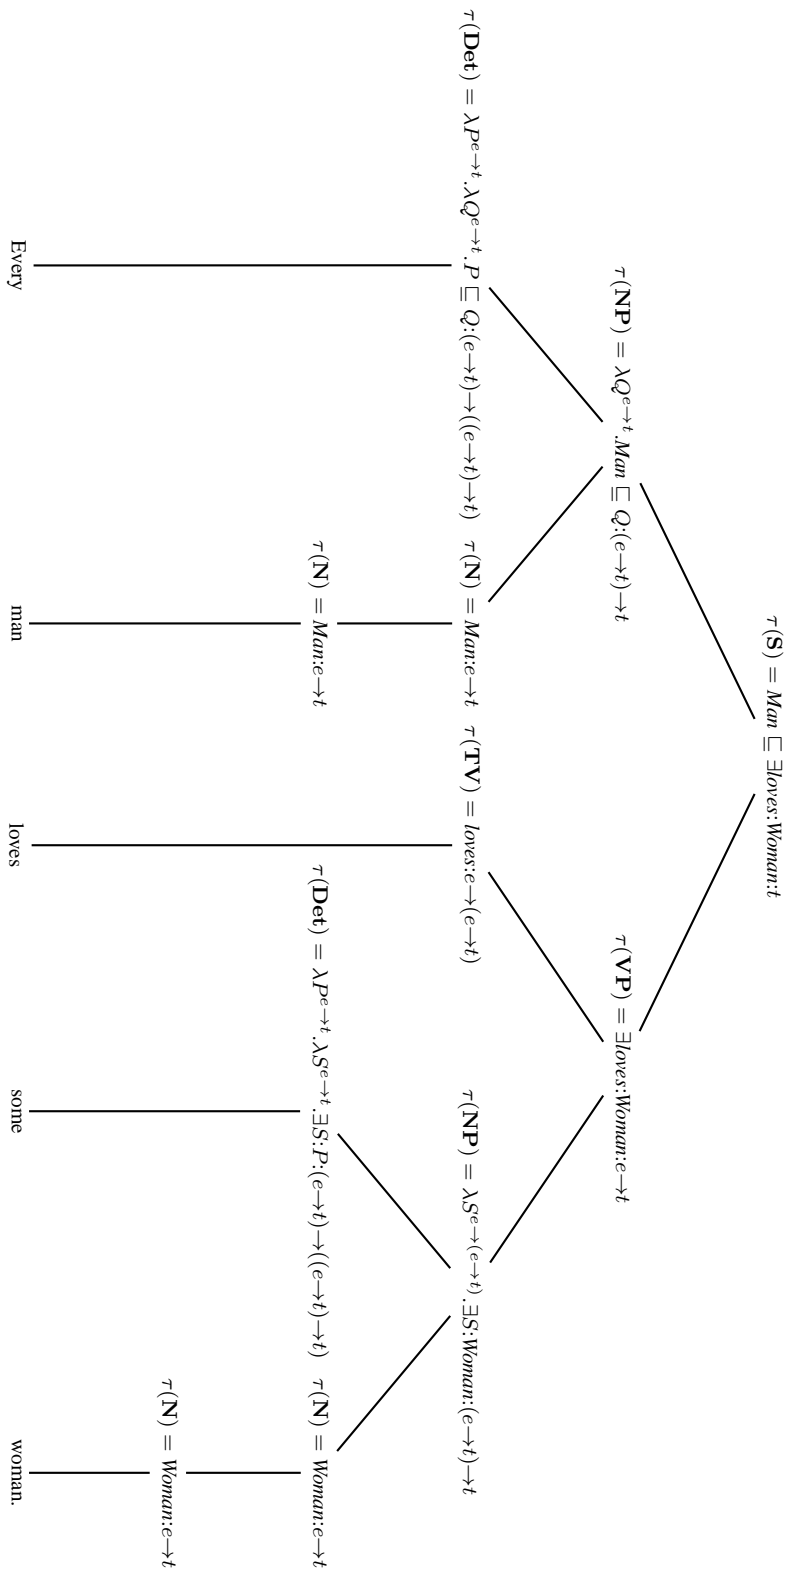 τ(S) = Man ⊑ ∃loves:Woman:t
τ(NP) = λQ^{e→t}.Man ⊑ Q:(e→t)→t
τ(VP) = ∃loves:Woman:e→t
τ(Det) = λP^{e→t}.λQ^{e→t}.P ⊑ Q:(e→t)→((e→t)→t)
τ(N) = Man:e→t
τ(TV) = loves:e→(e→t)
τ(NP) = λS^{e→(e→t)}.∃S:Woman:(e→t)→t
τ(N) = Man:e→t
τ(Det) = λP^{e→t}.λS^{e→t}.∃S:P:(e→t)→((e→t)→t)
τ(N) = Woman:e→t
τ(N) = Woman:e→t
Every man loves some woman.